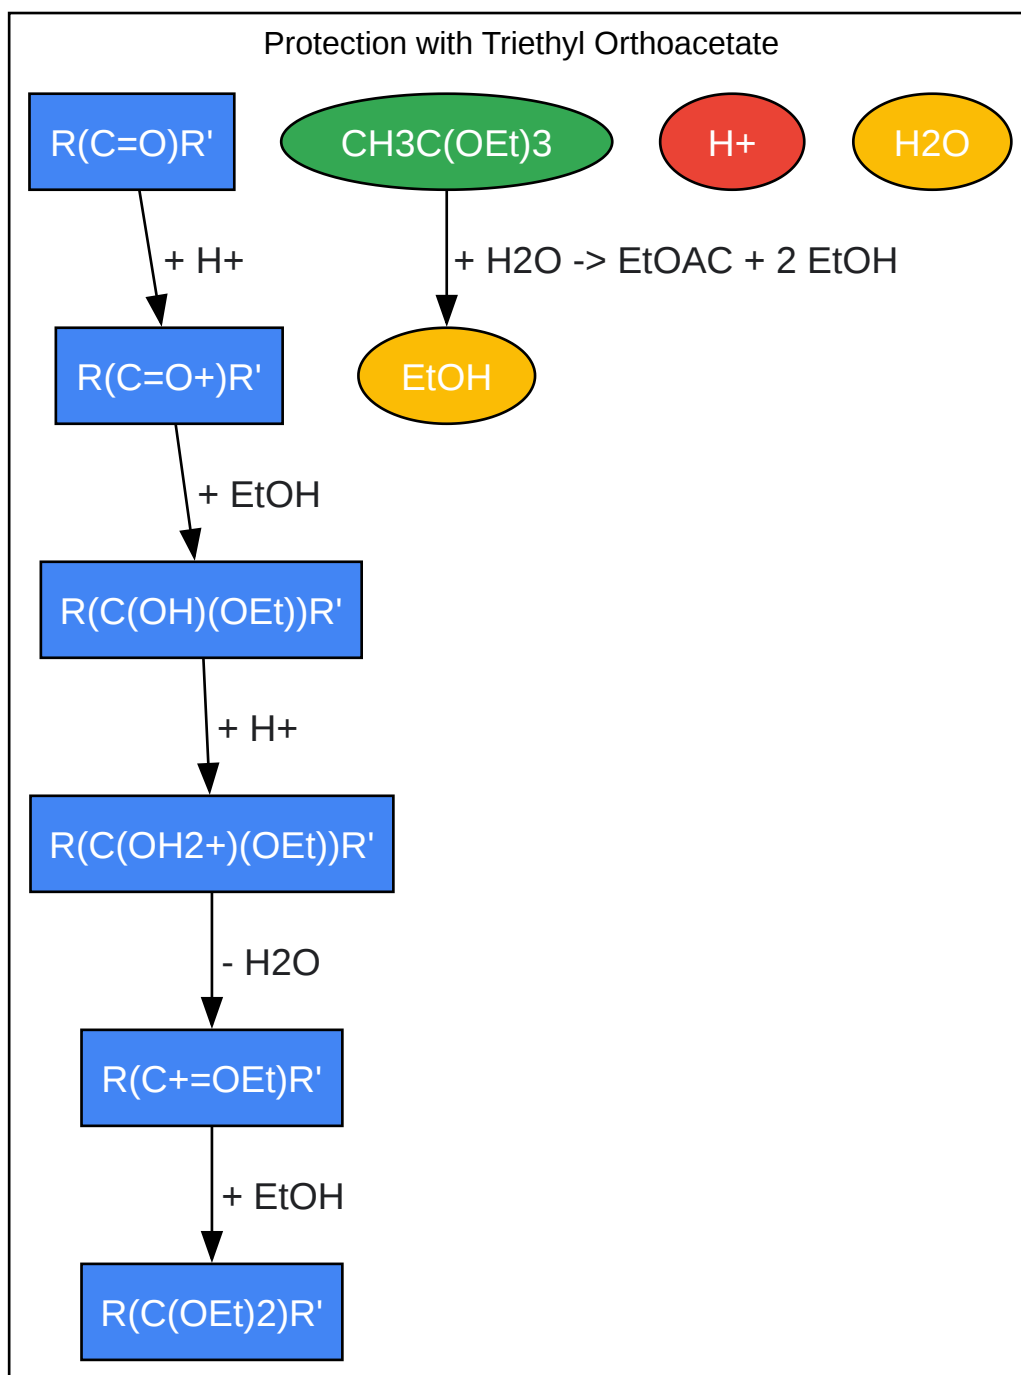 Protection with Triethyl Orthoacetate
R(C=O)R'
CH3C(OEt)3
H+
H2O
+ H+
+ H2O -> EtOAC + 2 EtOH
R(C=O+)R'
EtOH
+ EtOH
R(C(OH)(OEt))R'
+ H+
R(C(OH2+)(OEt))R'
- H2O
R(C+=OEt)R'
+ EtOH
R(C(OEt)2)R'